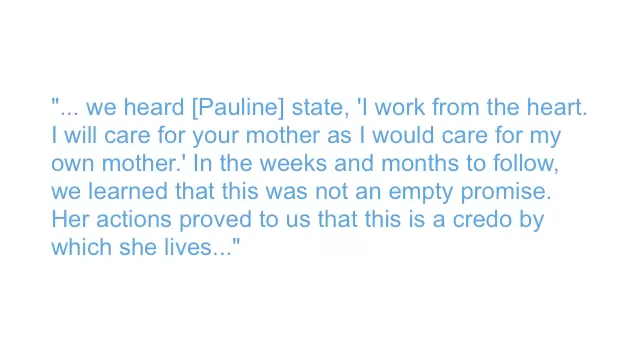 "... we heard [Pauline] state, 'I work from the heart.
I will care for your mother as I would care for my
own mother.' In the weeks and months to follow,
we learned that this was not an empty promise.
Her actions proved to us that this is a credo by
which she lives..."